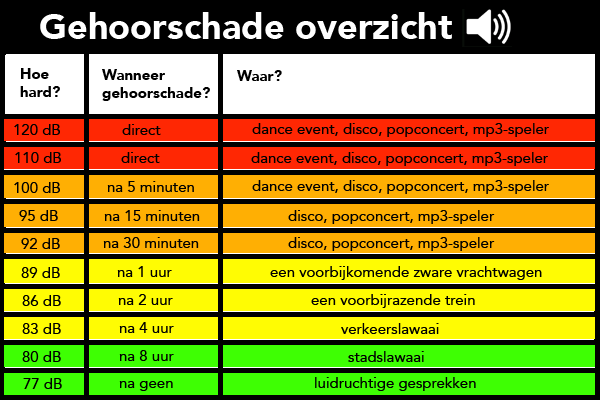 Gehoorschade overzicht
Hoe hard? Wanneer gehoorschade? Waar?
120 dB direct dance event, disco, popconcert, mp3-speler
110 dB direct dance event, disco, popconcert, mp3-speler
100 dB na 5 minuten dance event, disco, popconcert, mp3-speler
95 dB na 15 minuten disco, popconcert, mp3-speler
92 dB na 30 minuten disco, popconcert, mp3-speler
89 dB na 1 uur een voorbijkomende zware vrachtwagen
86 dB na 2 uur een voorbijrazende trein
83 dB na 4 uur verkeerslawaai
80 dB na 8 uur stadslawaai
77 dB na geen luidruchtige gesprekken